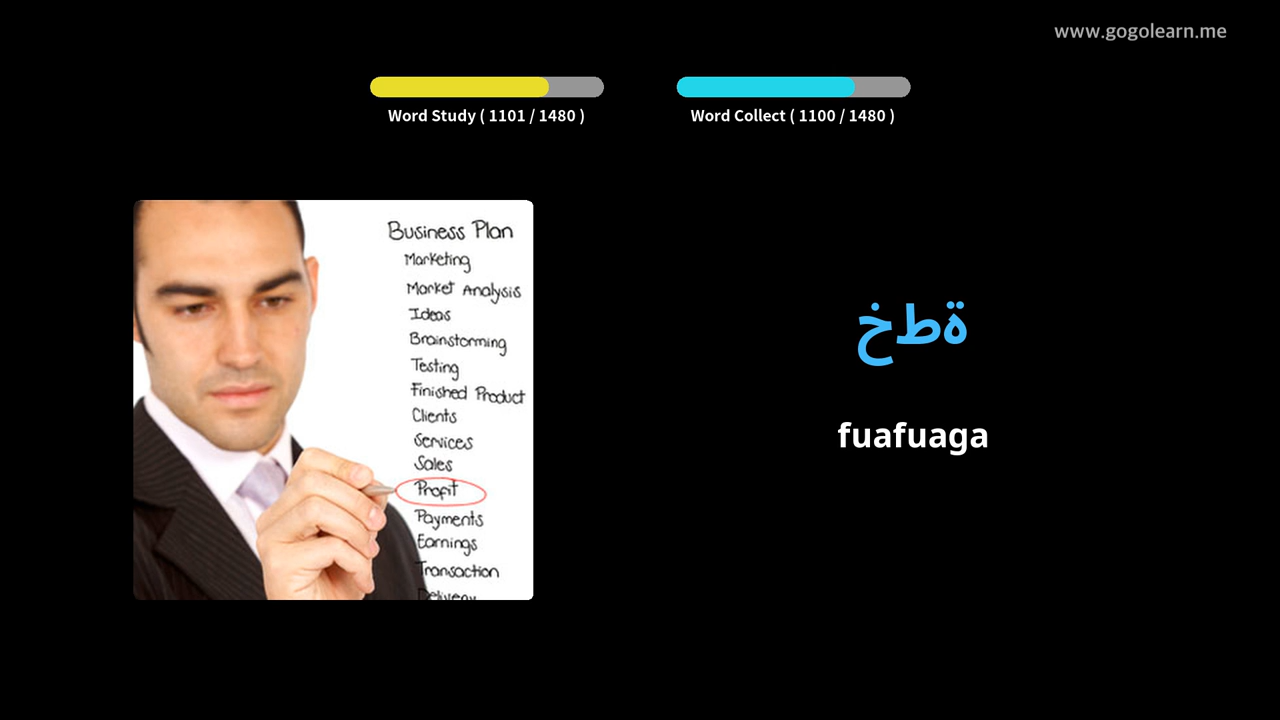 www.gogolearn.me
Word Study ( 1101 / 1480 )
Word Collect ( 1100 / 1480 )
Business Plan
Marketing
Market Analysis
Ideas
Brainstorming
Testing
Finished Product
Clients
Services
Sales
Profit
Payments
Earnings
Transaction
Delivery
خطة
fuafuaga